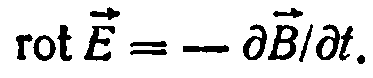 rot E⃗ = — ∂B⃗/∂t.